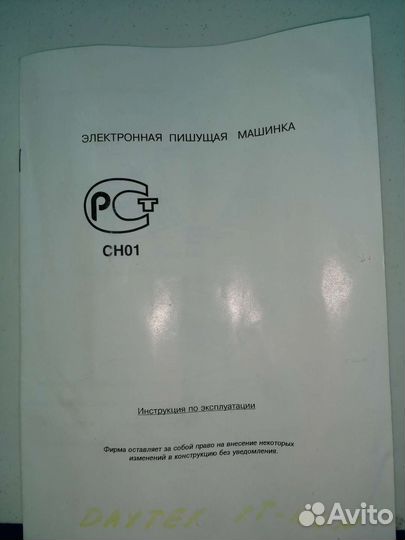 ЭЛЕКТРОННАЯ ПИШУЩАЯ МАШИНКА
РСТ
СН01
Инструкция по эксплуатации
Фирма оставляет за собой право на внесение некоторых
изменений в конструкцию без уведомления.
DAYTEK
Avito